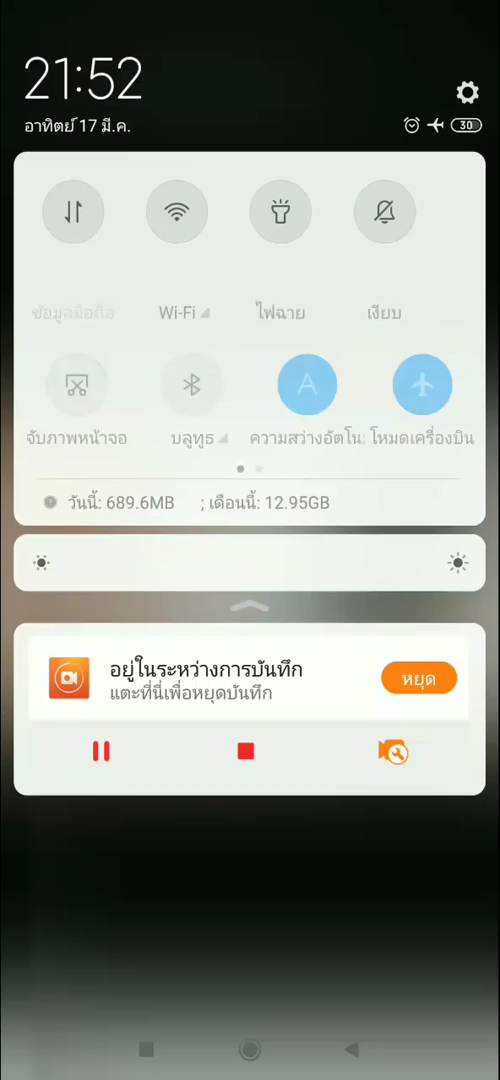 21:52
อาทิตย์ 17 มี.ค.
30
ข้อมูลมือถือ
Wi-Fi
ไฟฉาย
เงียบ
A
จับภาพหน้าจอ
บลูทูธ
ความสว่างอัตโน:
โหมดเครื่องบิน
วันนี้: 689.6MB ; เดือนนี้: 12.95GB
อยู่ในระหว่างการบันทึก
แตะที่นี่เพื่อหยุดบันทึก
หยุด